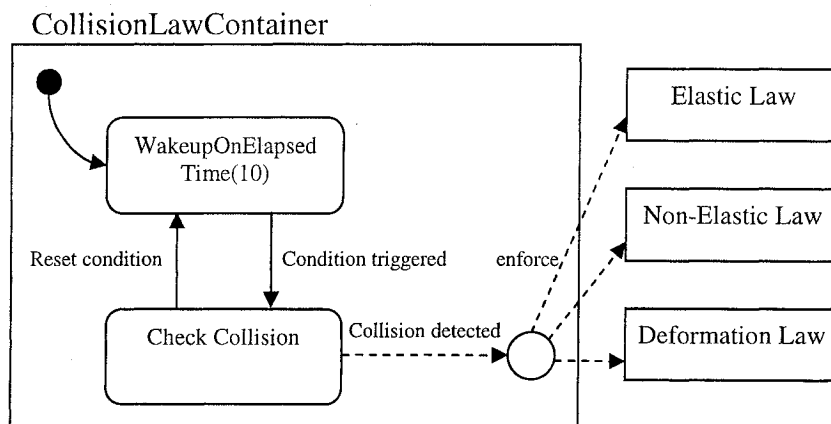 CollisionLawContainer
Elastic Law
WakeupOnElapsed
Time(10)
Non-Elastic Law
Reset condition
Condition triggered
enforce
Check Collision
Collision detected
Deformation Law